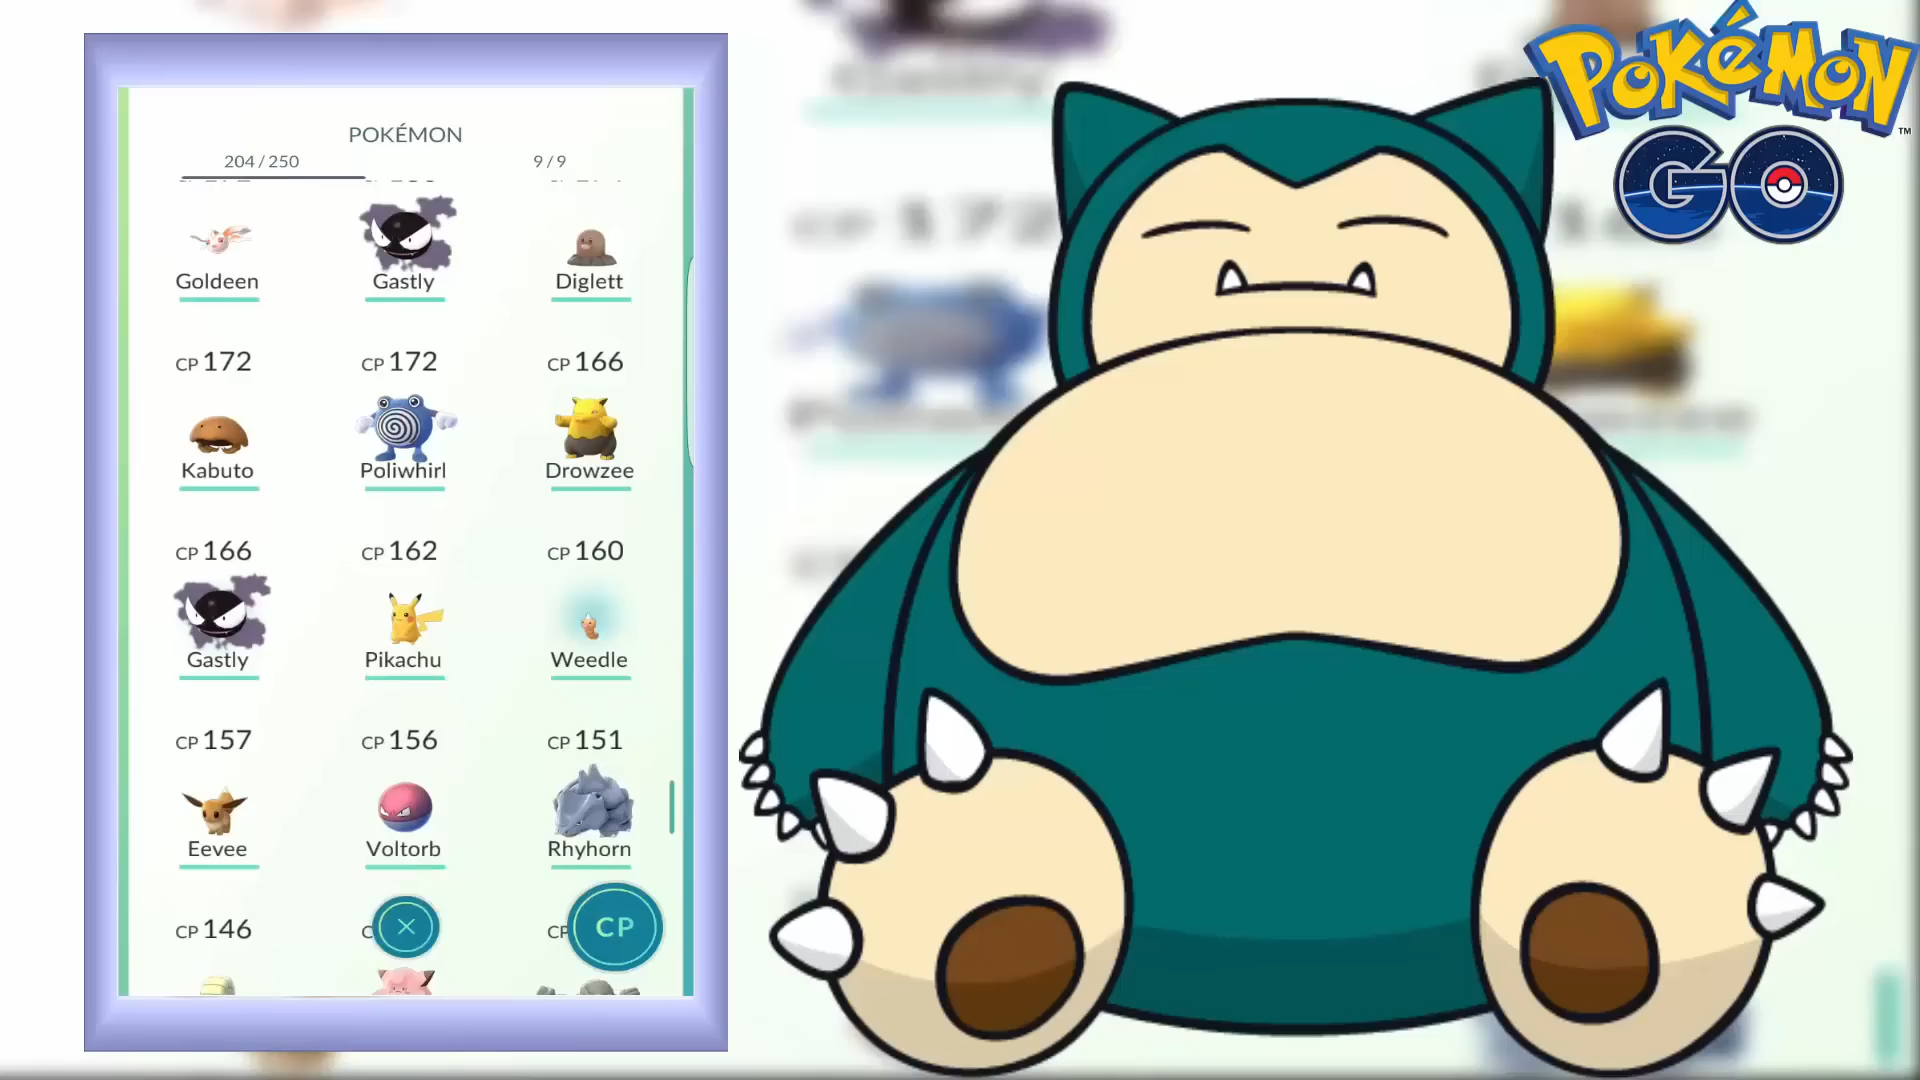 POKÉMON
204 / 250 9 / 9
Goldeen Gastly Diglett
CP 172 CP 172 CP 166
Kabuto Poliwhirl Drowzee
CP 166 CP 162 CP 160
Gastly Pikachu Weedle
CP 157 CP 156 CP 151
Eevee Voltorb Rhyhorn
CP 146 CP
CP
POKÉMON
TM
GO